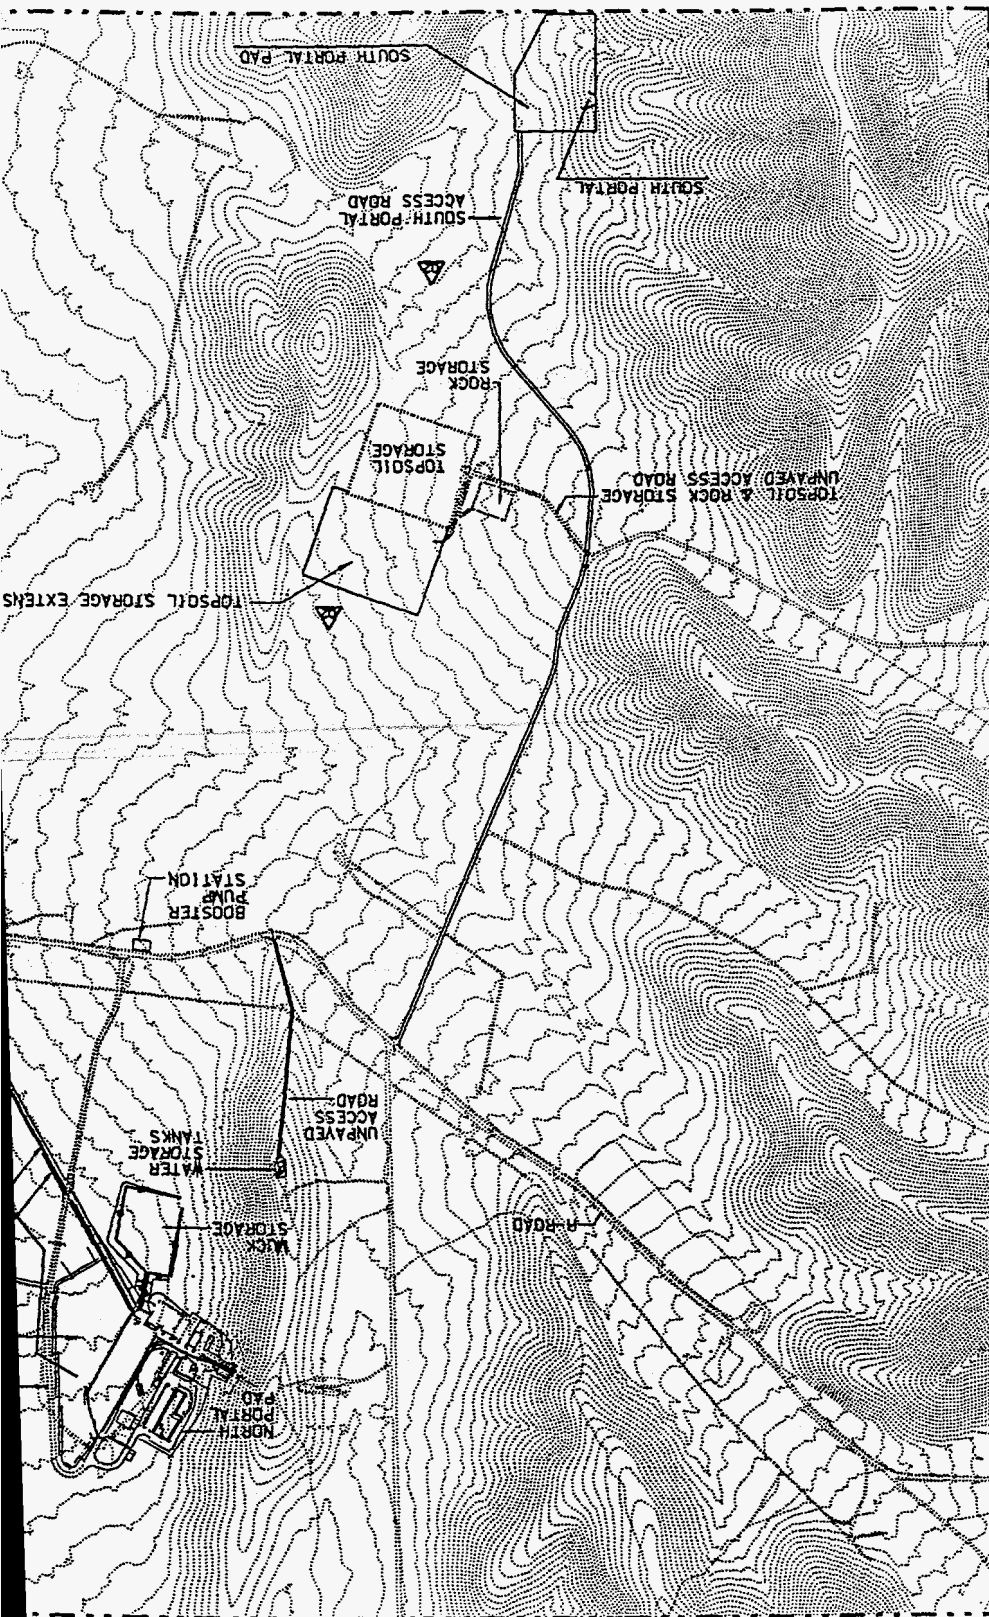 NORTH
PORTAL
PAD
MUCK
STORAGE
H-ROAD
WATER
STORAGE
TANKS
UNPAVED
ACCESS
ROAD
BOOSTER
PUMP
STATION
TOPSOIL STORAGE EXTENS
TOPSOIL & ROCK STORAGE
UNPAVED ACCESS ROAD
TOPSOIL
STORAGE
ROCK
STORAGE
SOUTH PORTAL
ACCESS ROAD
SOUTH PORTAL
SOUTH PORTAL PAD